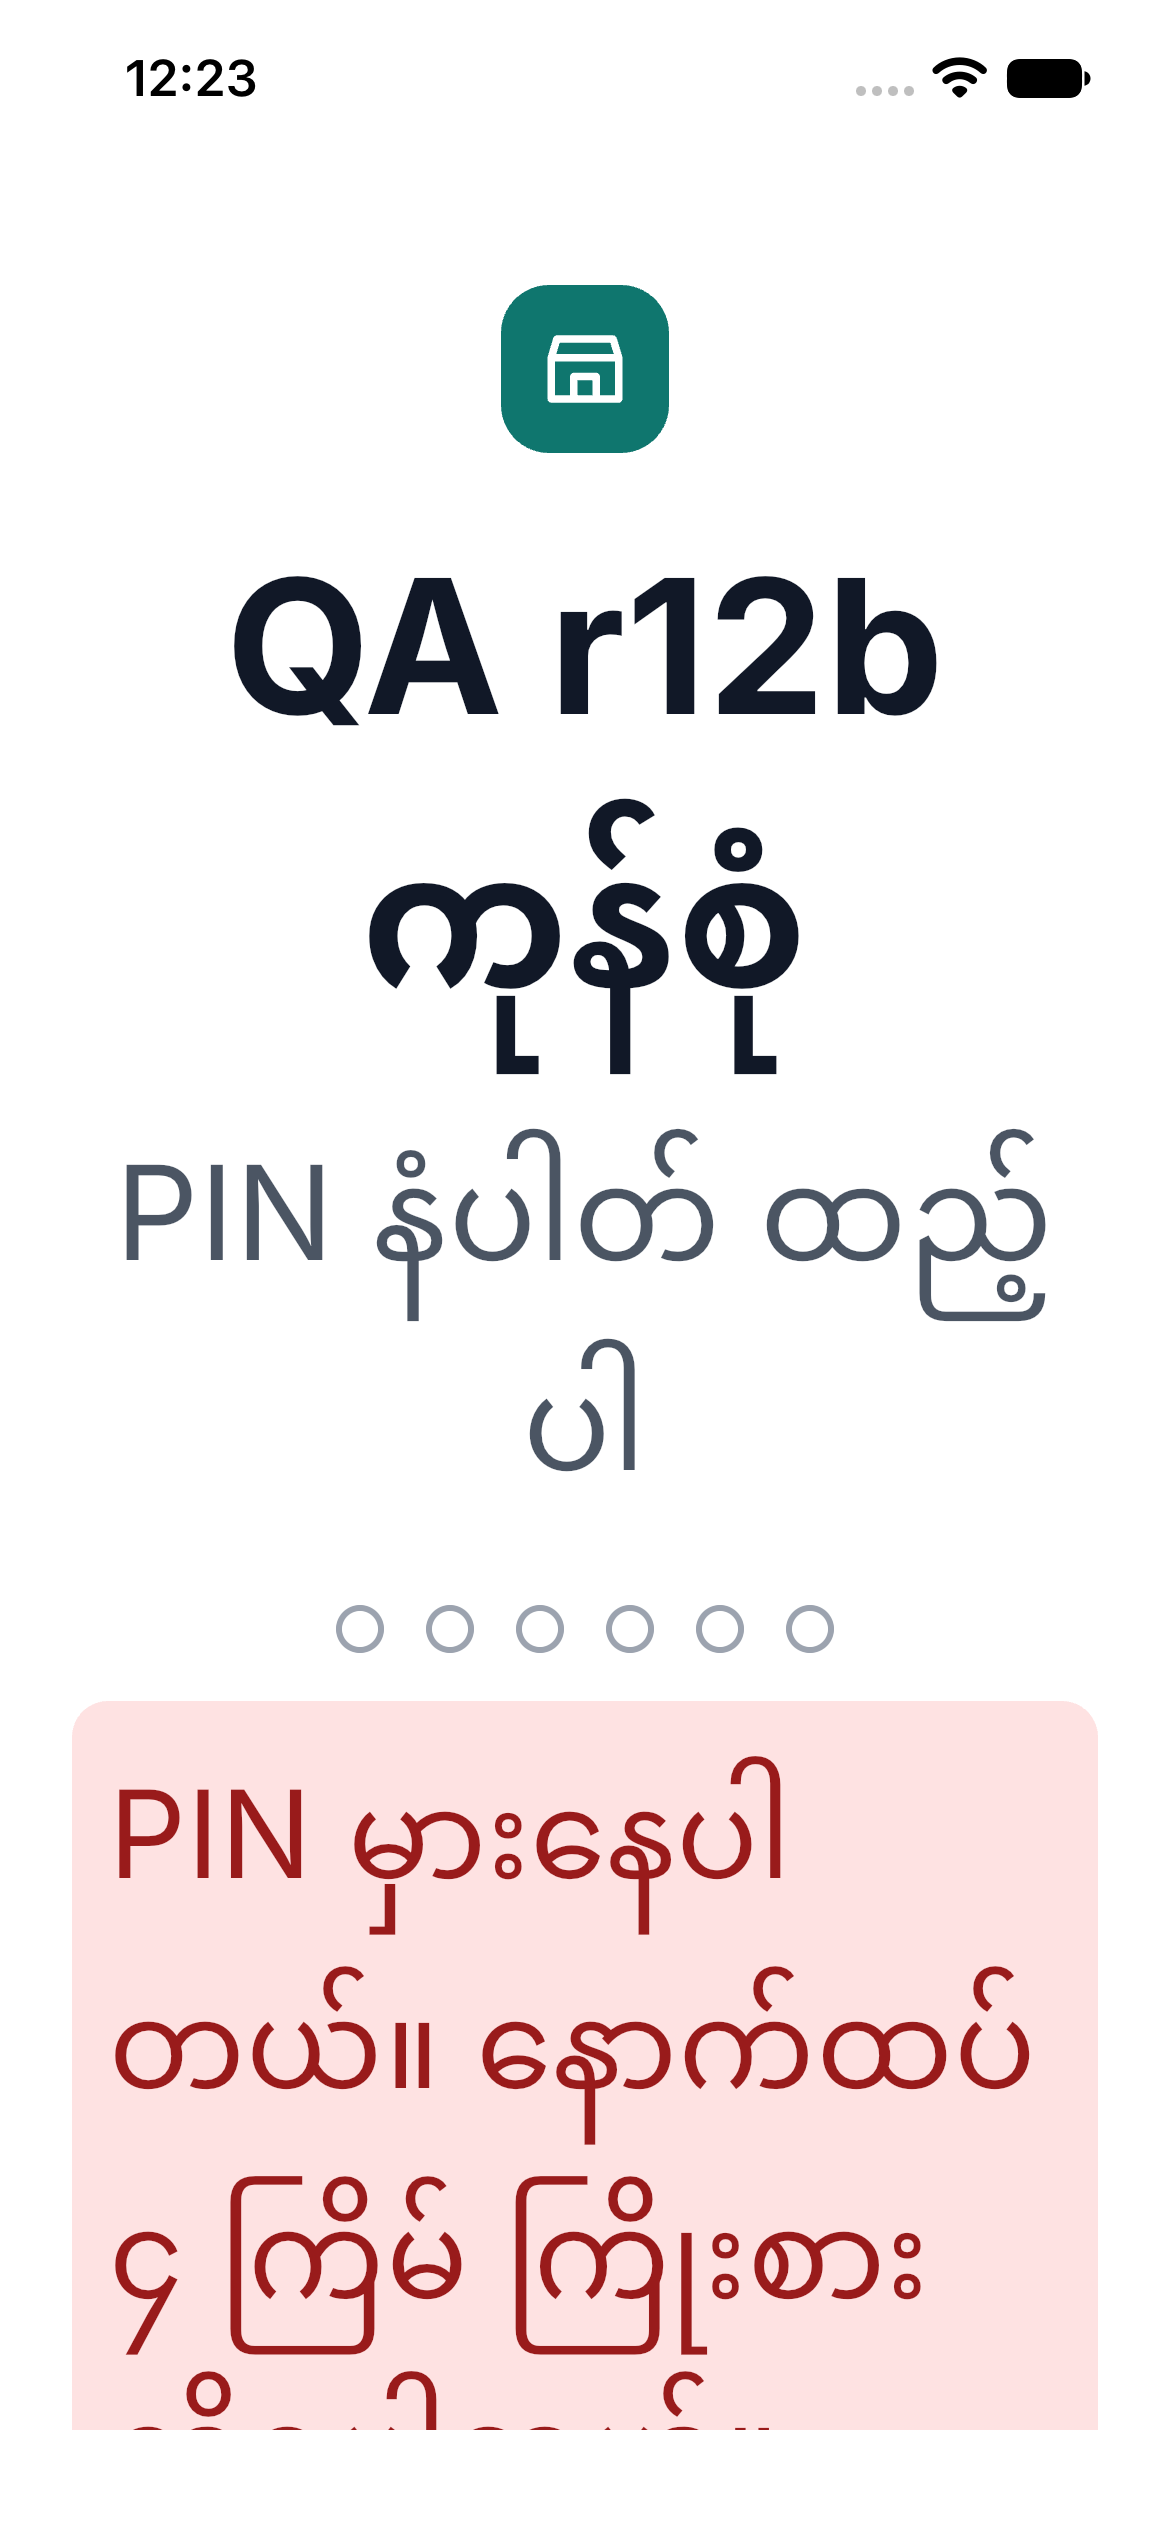 12:23
QA r12b
ကုန်စုံ
PIN နံပါတ် ထည့်
ပါ
PIN မှားနေပါ
တယ်။ နောက်ထပ်
၄ ကြိမ် ကြိုးစား